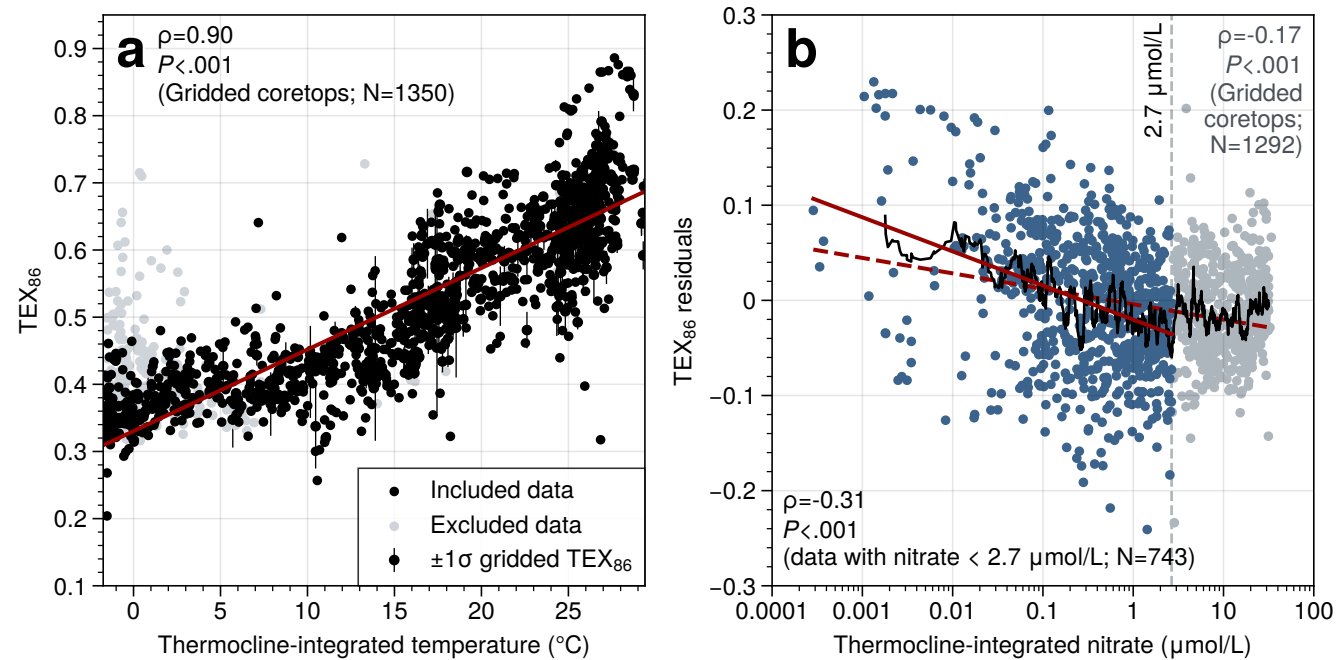 a
ρ=0.90
P<.001
(Gridded coretops; N=1350)
TEX₈₆
0.9
0.8
0.7
0.6
0.5
0.4
0.3
0.2
0.1
Included data
Excluded data
±1σ gridded TEX₈₆
0 5 10 15 20 25
Thermocline-integrated temperature (°C)
b
2.7 μmol/L
ρ=-0.17
P<.001
(Gridded
coretops;
N=1292)
TEX₈₆ residuals
0.3
0.2
0.1
0
−0.1
−0.2
−0.3
ρ=-0.31
P<.001
(data with nitrate < 2.7 μmol/L; N=743)
0.0001 0.001 0.01 0.1 1 10 100
Thermocline-integrated nitrate (μmol/L)